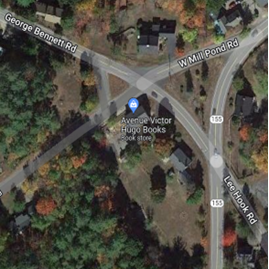 George Bennett Rd
W Mill Pond Rd
Avenue Victor
Hugo Books
Book store
155
155
Lee Hook Rd